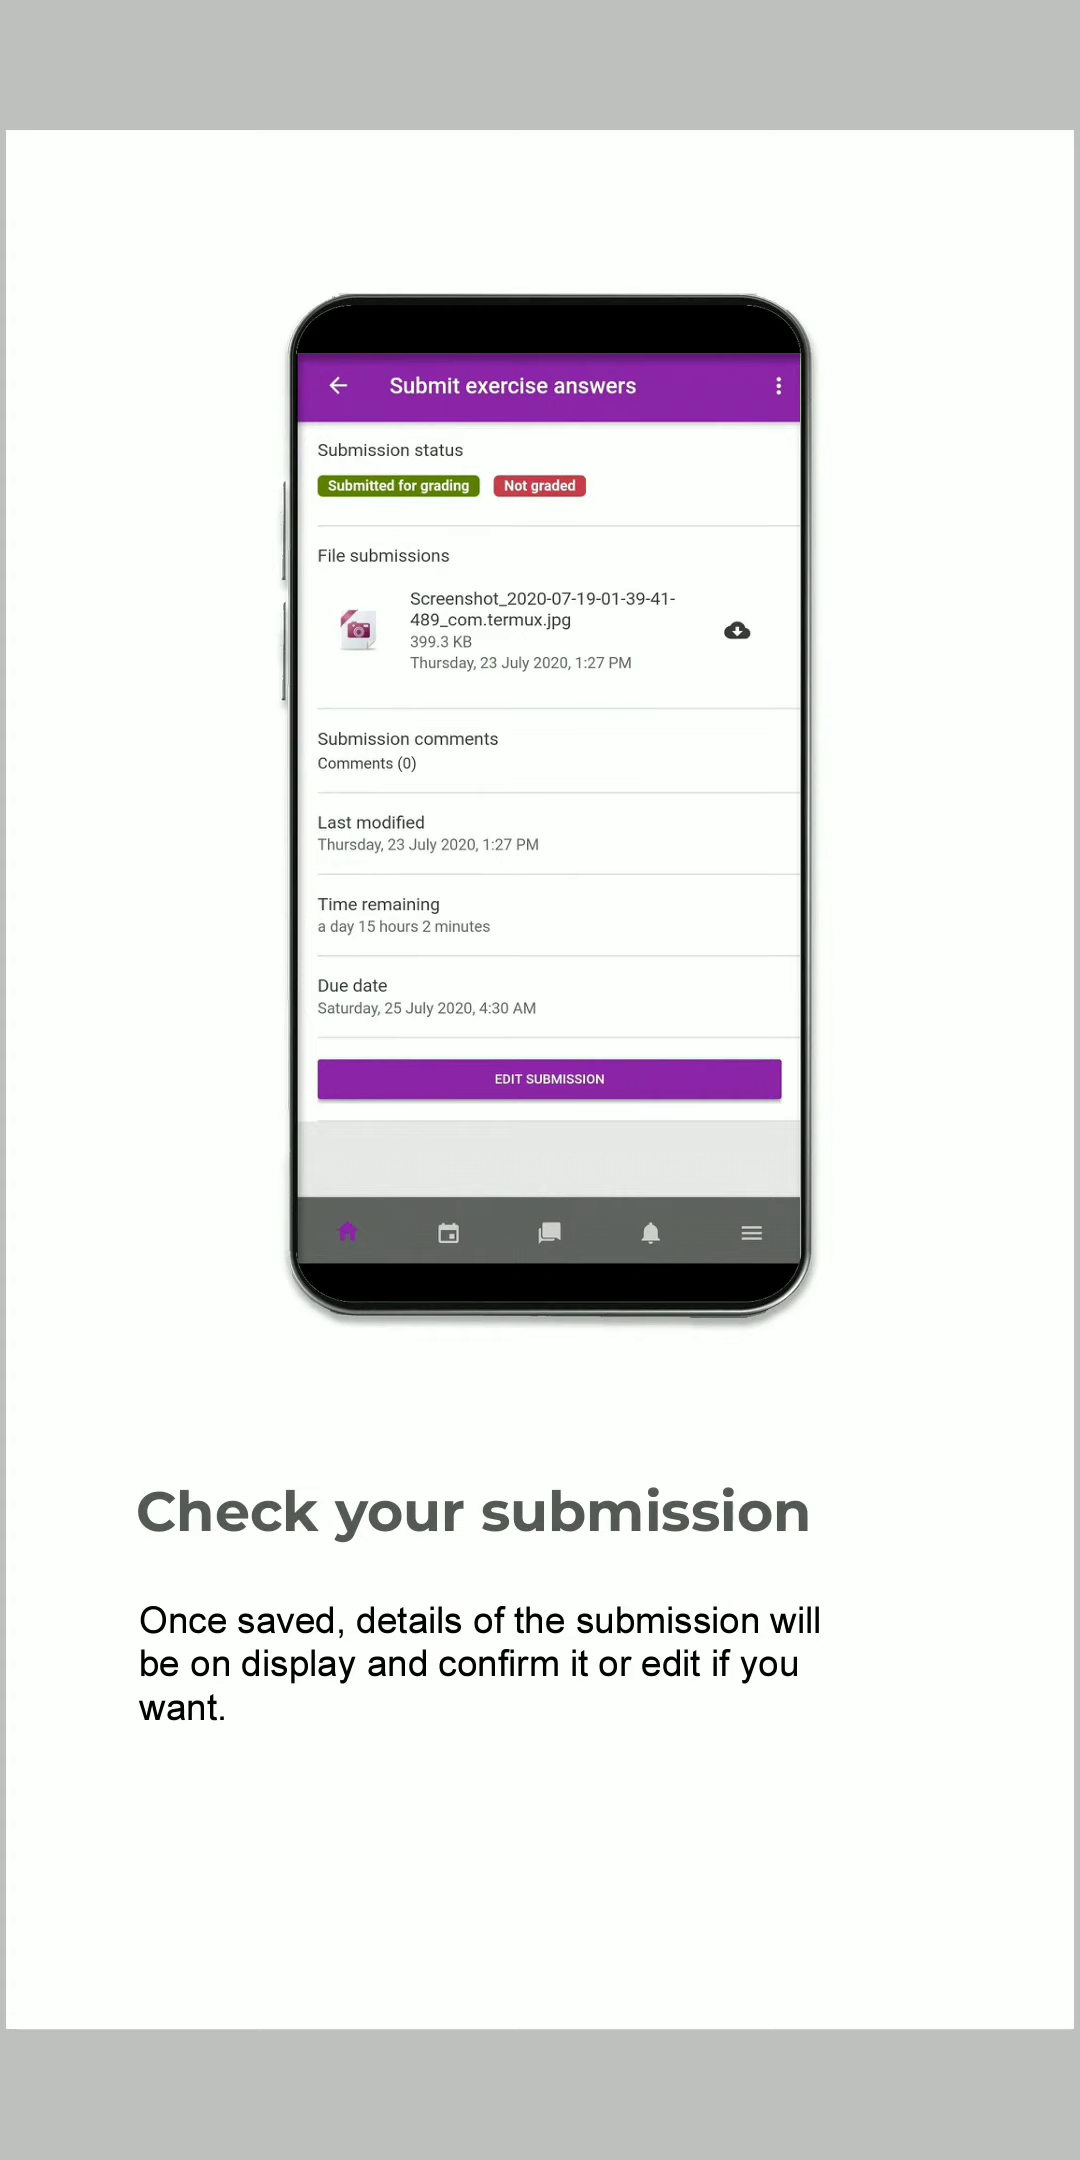 Submit exercise answers
Submission status
Submitted for grading Not graded
File submissions
Screenshot_2020-07-19-01-39-41-
489_com.termux.jpg
399.3 KB
Thursday, 23 July 2020, 1:27 PM
Submission comments
Comments (0)
Last modified
Thursday, 23 July 2020, 1:27 PM
Time remaining
a day 15 hours 2 minutes
Due date
Saturday, 25 July 2020, 4:30 AM
EDIT SUBMISSION
Check your submission
Once saved, details of the submission will
be on display and confirm it or edit if you
want.